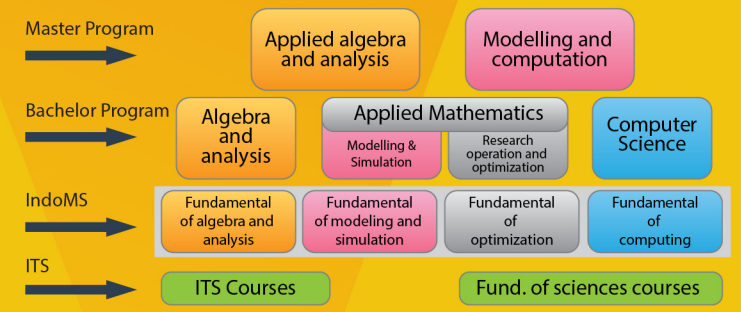 Master Program
Applied algebra
and analysis
Modelling and
computation
Bachelor Program
Algebra
and
analysis
Applied Mathematics
Modelling &
Simulation
Research
operation and
optimization
Computer
Science
IndoMS
Fundamental
of algebra and
analysis
Fundamental
of modeling and
simulation
Fundamental
of
optimization
Fundamental
of
computing
ITS
ITS Courses
Fund. of sciences courses